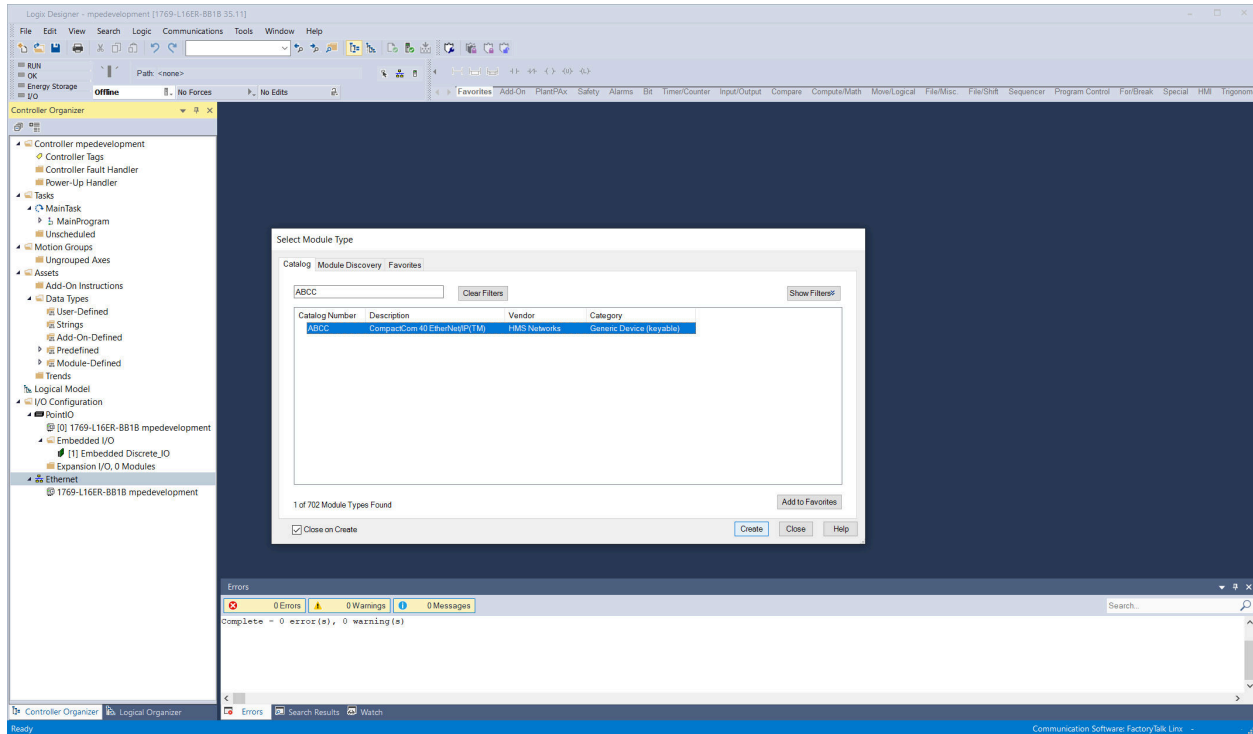 Logix Designer - mpedevelopment [1769-L16ER-BB1B 35.11]
File Edit View Search Logic Communications Tools Window Help
RUN
OK
Energy Storage
I/O
Path: <none>
Offline
No Forces
No Edits
Favorites Add-On PlantPAx Safety Alarms Bit Timer/Counter Input/Output Compare Compute/Math Move/Logical File/Misc. File/Shift Sequencer Program Control For/Break Special HMI Trigonom
Controller Organizer
Controller mpedevelopment
Controller Tags
Controller Fault Handler
Power-Up Handler
Tasks
MainTask
MainProgram
Unscheduled
Motion Groups
Ungrouped Axes
Assets
Add-On Instructions
Data Types
User-Defined
Strings
Add-On-Defined
Predefined
Module-Defined
Trends
Logical Model
I/O Configuration
PointIO
[0] 1769-L16ER-BB1B mpedevelopment
Embedded I/O
[1] Embedded Discrete_IO
Expansion I/O, 0 Modules
Ethernet
1769-L16ER-BB1B mpedevelopment
Select Module Type
Catalog Module Discovery Favorites
ABCC
Clear Filters
Show Filters
Catalog Number Description Vendor Category
ABCC CompactCom 40 EtherNet/IP(TM) HMS Networks Generic Device (keyable)
1 of 702 Module Types Found
Add to Favorites
Close on Create
Create Close Help
Errors
0 Errors 0 Warnings 0 Messages
Search...
Complete - 0 error(s), 0 warning(s)
Controller Organizer Logical Organizer
Errors Search Results Watch
Ready
Communication Software: FactoryTalk Linx -